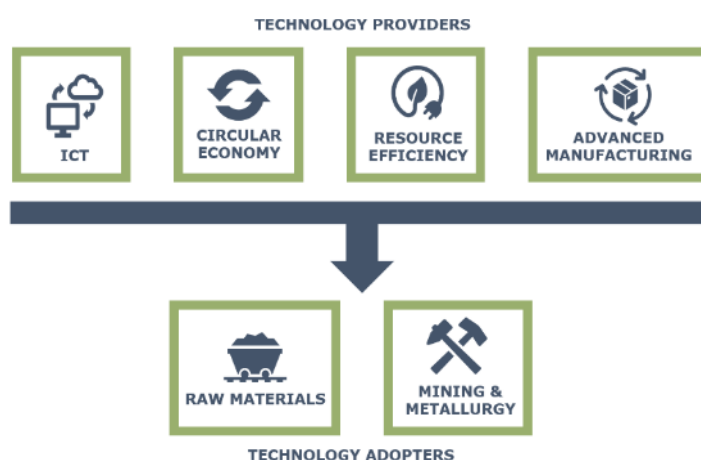 TECHNOLOGY PROVIDERS
ICT
CIRCULAR
ECONOMY
RESOURCE
EFFICIENCY
ADVANCED
MANUFACTURING
RAW MATERIALS
MINING &
METALLURGY
TECHNOLOGY ADOPTERS